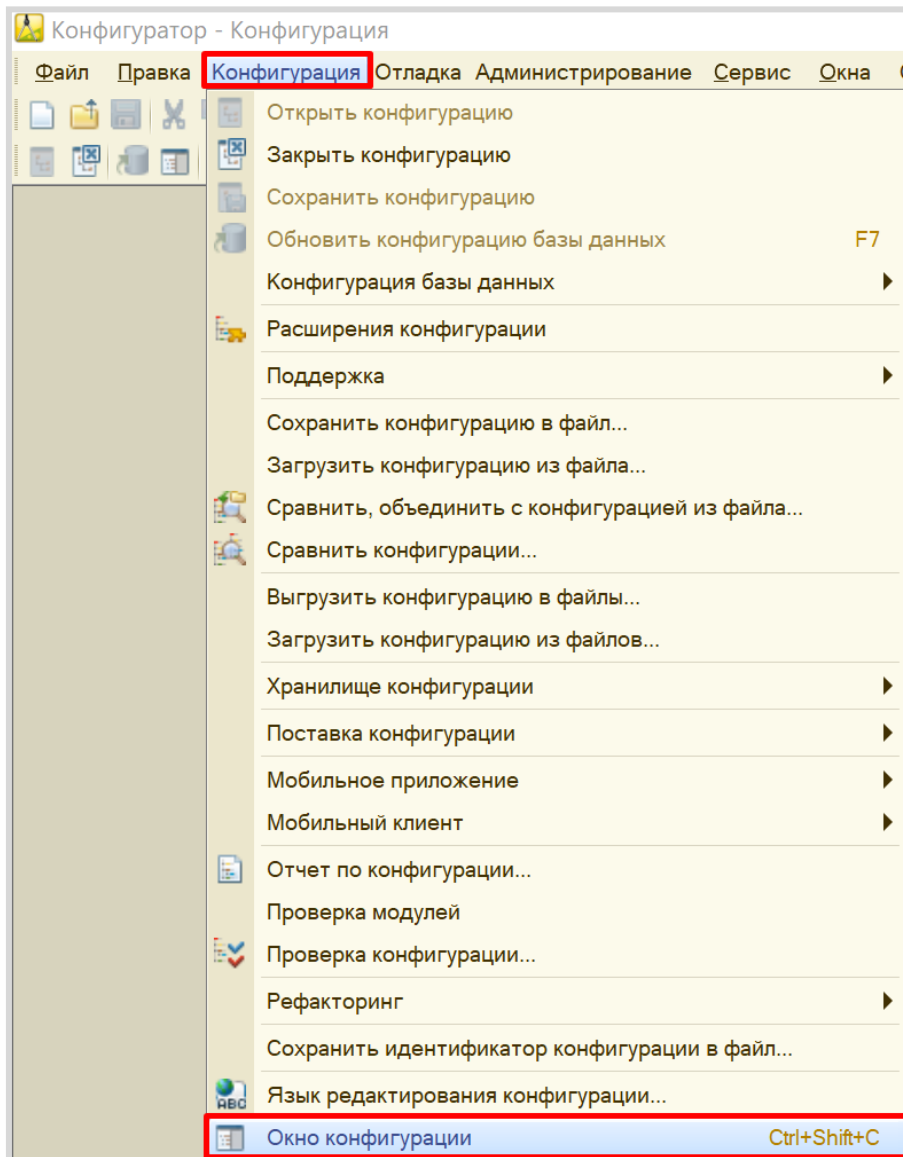 Конфигуратор - Конфигурация
Файл Правка Конфигурация Отладка Администрирование Сервис Окна
Открыть конфигурацию
Закрыть конфигурацию
Сохранить конфигурацию
Обновить конфигурацию базы данных F7
Конфигурация базы данных
Расширения конфигурации
Поддержка
Сохранить конфигурацию в файл...
Загрузить конфигурацию из файла...
Сравнить, объединить с конфигурацией из файла...
Сравнить конфигурации...
Выгрузить конфигурацию в файлы...
Загрузить конфигурацию из файлов...
Хранилище конфигурации
Поставка конфигурации
Мобильное приложение
Мобильный клиент
Отчет по конфигурации...
Проверка модулей
Проверка конфигурации...
Рефакторинг
Сохранить идентификатор конфигурации в файл...
ABC Язык редактирования конфигурации...
Окно конфигурации Ctrl+Shift+C